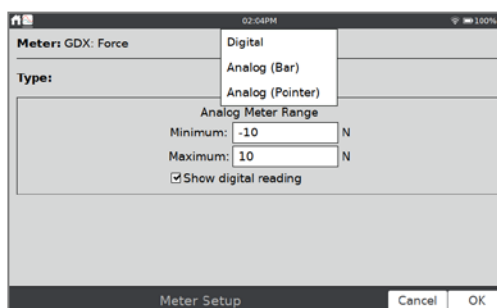 02:04PM
100%
Meter: GDX: Force
Digital
Analog (Bar)
Analog (Pointer)
Type:
Analog Meter Range
Minimum: -10 N
Maximum: 10 N
Show digital reading
Meter Setup
Cancel
OK